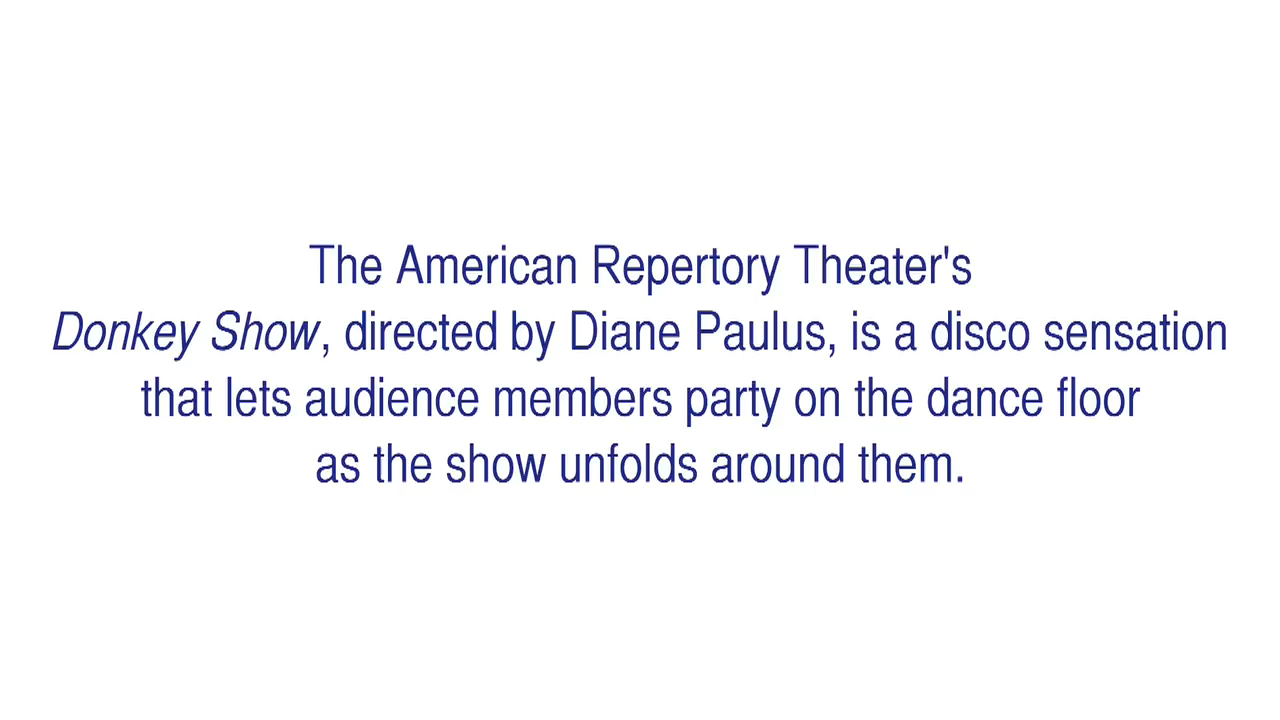 The American Repertory Theater's
Donkey Show, directed by Diane Paulus, is a disco sensation
that lets audience members party on the dance floor
as the show unfolds around them.